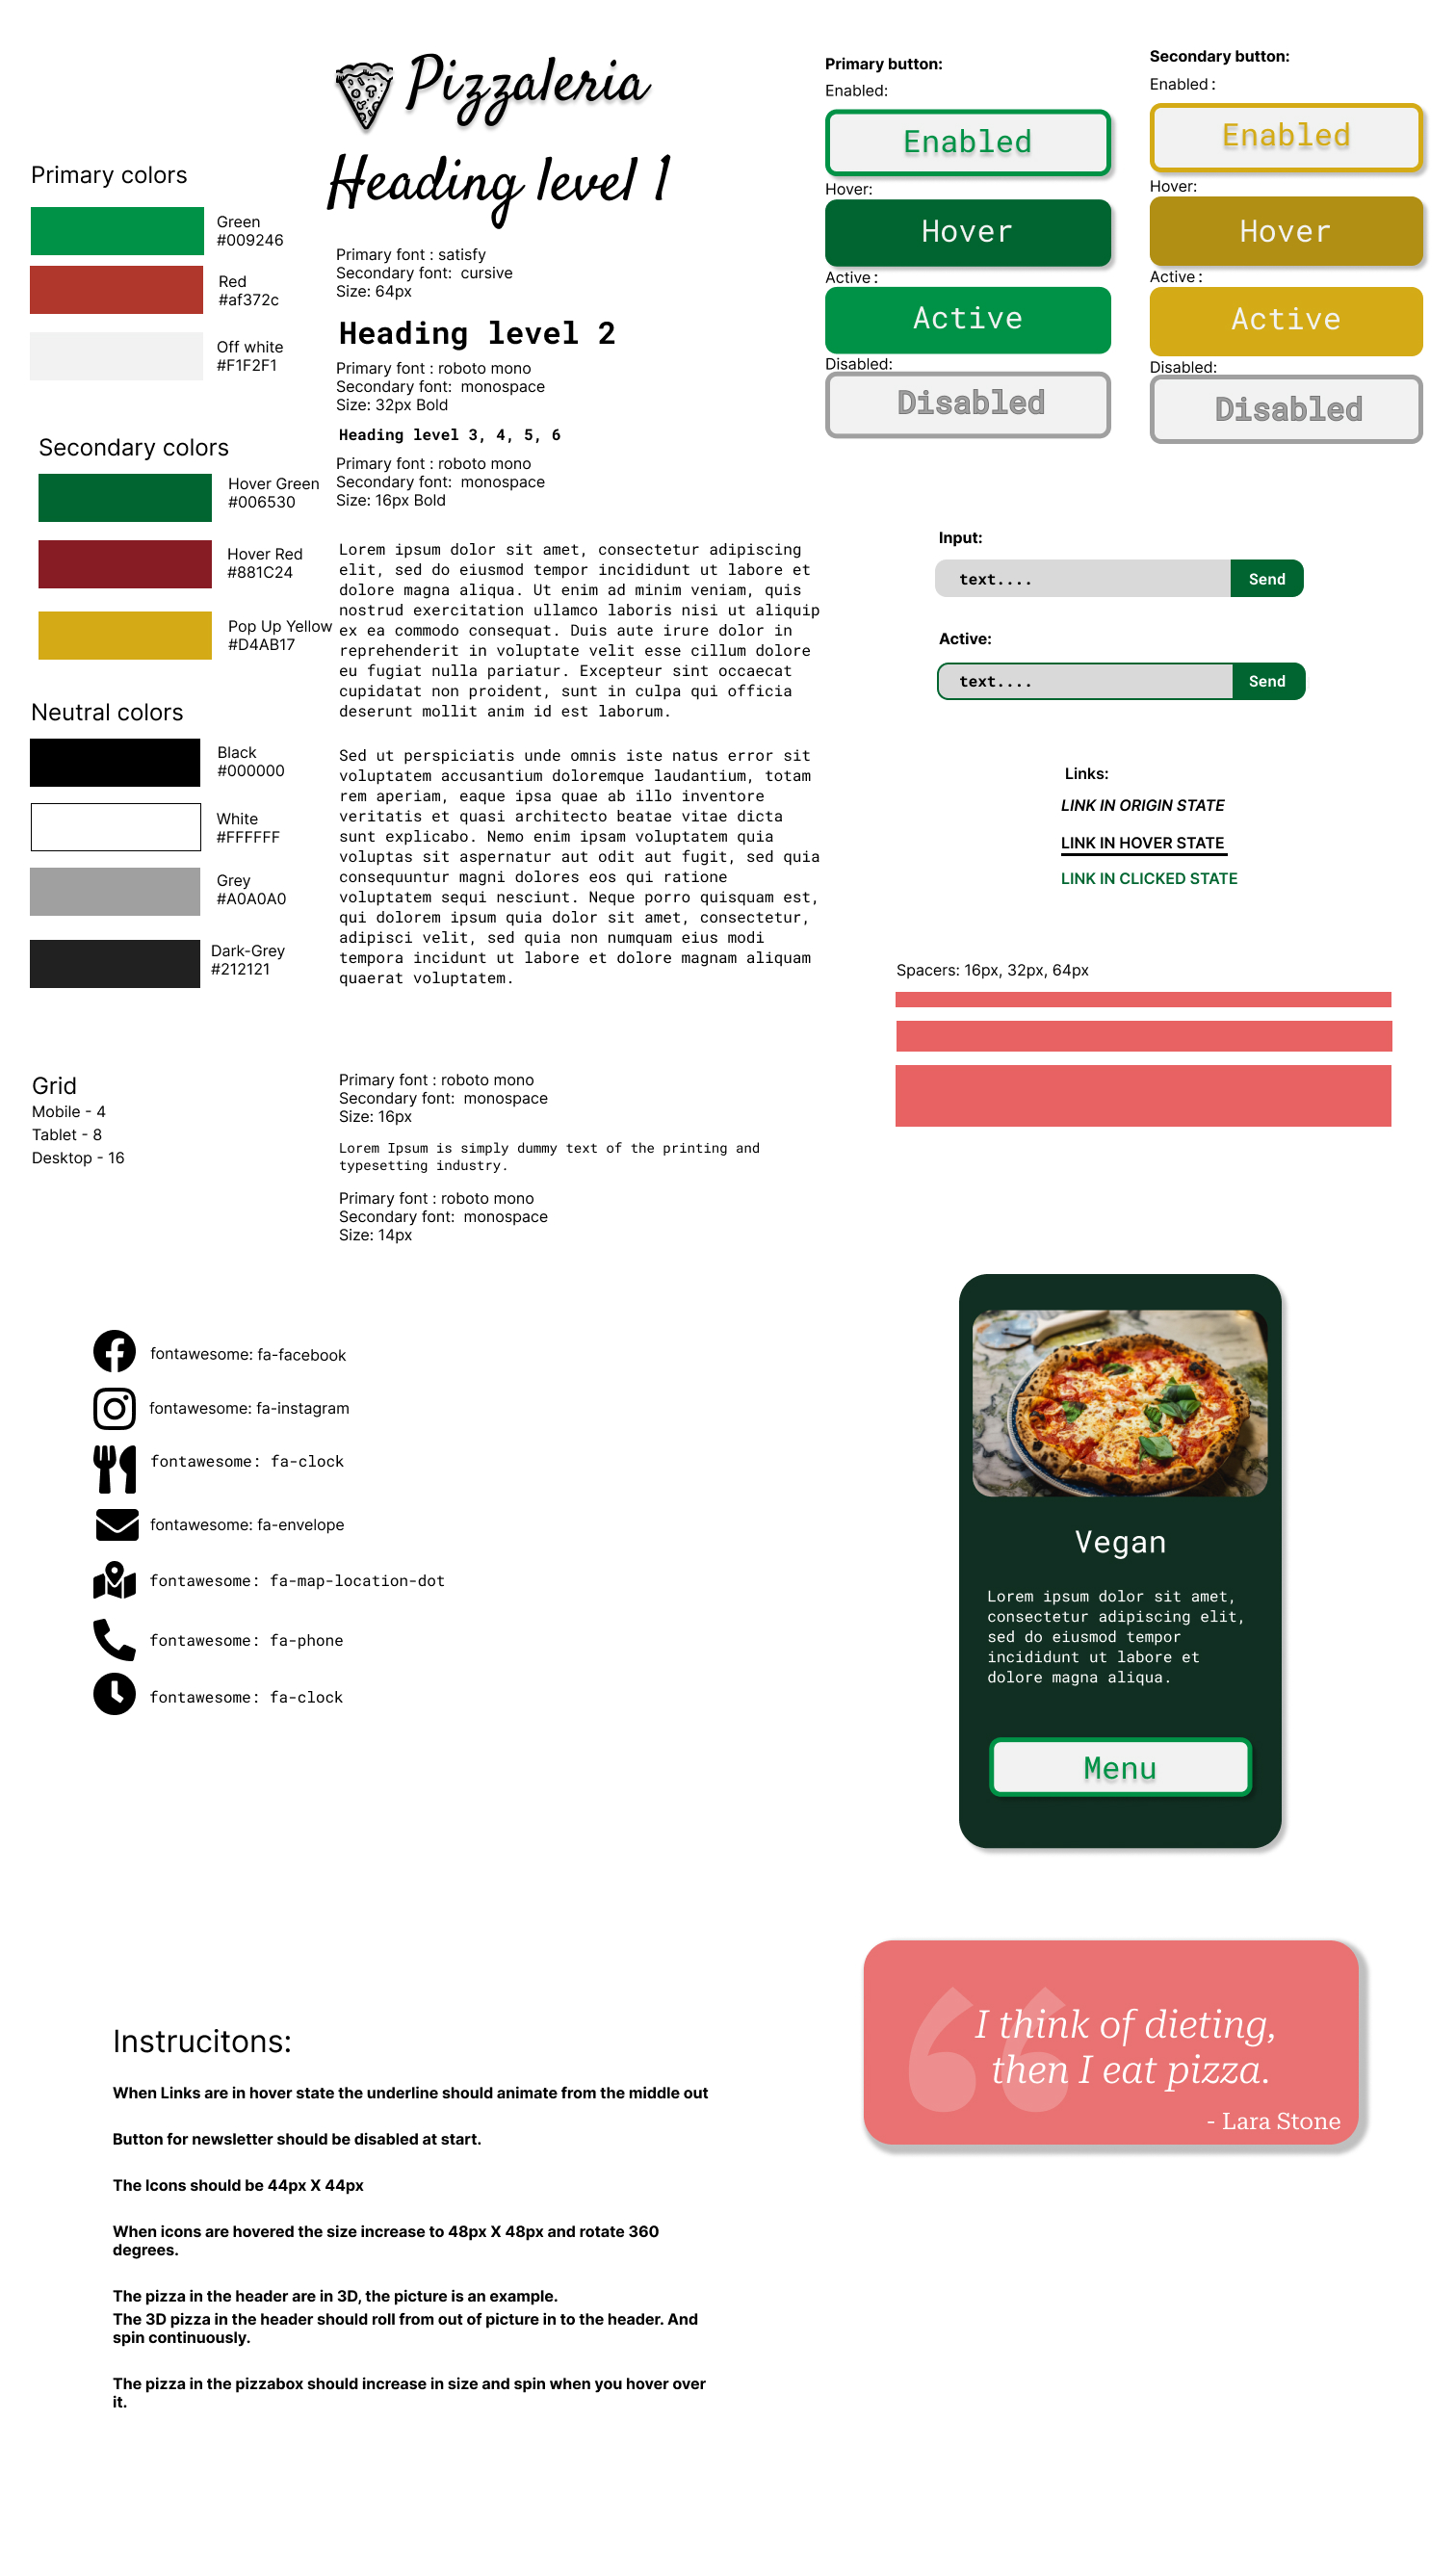 Pizzaleria
Heading level 1
Primary font : satisfy
Secondary font:  cursive
Size: 64px
Heading level 2
Primary font : roboto mono
Secondary font:  monospace
Size: 32px Bold
Heading level 3, 4, 5, 6
Primary font : roboto mono
Secondary font:  monospace
Size: 16px Bold
Lorem ipsum dolor sit amet, consectetur adipiscing
elit, sed do eiusmod tempor incididunt ut labore et
dolore magna aliqua. Ut enim ad minim veniam, quis
nostrud exercitation ullamco laboris nisi ut aliquip
ex ea commodo consequat. Duis aute irure dolor in
reprehenderit in voluptate velit esse cillum dolore
eu fugiat nulla pariatur. Excepteur sint occaecat
cupidatat non proident, sunt in culpa qui officia
deserunt mollit anim id est laborum.
Sed ut perspiciatis unde omnis iste natus error sit
voluptatem accusantium doloremque laudantium, totam
rem aperiam, eaque ipsa quae ab illo inventore
veritatis et quasi architecto beatae vitae dicta
sunt explicabo. Nemo enim ipsam voluptatem quia
voluptas sit aspernatur aut odit aut fugit, sed quia
consequuntur magni dolores eos qui ratione
voluptatem sequi nesciunt. Neque porro quisquam est,
qui dolorem ipsum quia dolor sit amet, consectetur,
adipisci velit, sed quia non numquam eius modi
tempora incidunt ut labore et dolore magnam aliquam
quaerat voluptatem.
Primary font : roboto mono
Secondary font:  monospace
Size: 16px
Lorem Ipsum is simply dummy text of the printing and
typesetting industry.
Primary font : roboto mono
Secondary font:  monospace
Size: 14px
Primary colors
Green
#009246
Red
#af372c
Off white
#F1F2F1
Secondary colors
Hover Green
#006530
Hover Red
#881C24
Pop Up Yellow
#D4AB17
Neutral colors
Black
#000000
White
#FFFFFF
Grey
#A0A0A0
Dark-Grey
#212121
Grid
Mobile - 4
Tablet - 8
Desktop - 16
Primary button:
Enabled:
Enabled
Hover:
Hover
Active:
Active
Disabled:
Disabled
Secondary button:
Enabled:
Enabled
Hover:
Hover
Active:
Active
Disabled:
Disabled
Input:
text.... Send
Active:
text.... Send
Links:
LINK IN ORIGIN STATE
LINK IN HOVER STATE
LINK IN CLICKED STATE
Spacers: 16px, 32px, 64px
fontawesome: fa-facebook
fontawesome: fa-instagram
fontawesome: fa-clock
fontawesome: fa-envelope
fontawesome: fa-map-location-dot
fontawesome: fa-phone
fontawesome: fa-clock
Vegan
Lorem ipsum dolor sit amet,
consectetur adipiscing elit,
sed do eiusmod tempor
incididunt ut labore et
dolore magna aliqua.
Menu
“
I think of dieting,
then I eat pizza.
- Lara Stone
Instrucitons:
When Links are in hover state the underline should animate from the middle out
Button for newsletter should be disabled at start.
The Icons should be 44px X 44px
When icons are hovered the size increase to 48px X 48px and rotate 360
degrees.
The pizza in the header are in 3D, the picture is an example.
The 3D pizza in the header should roll from out of picture in to the header. And
spin continuously.
The pizza in the pizzabox should increase in size and spin when you hover over
it.